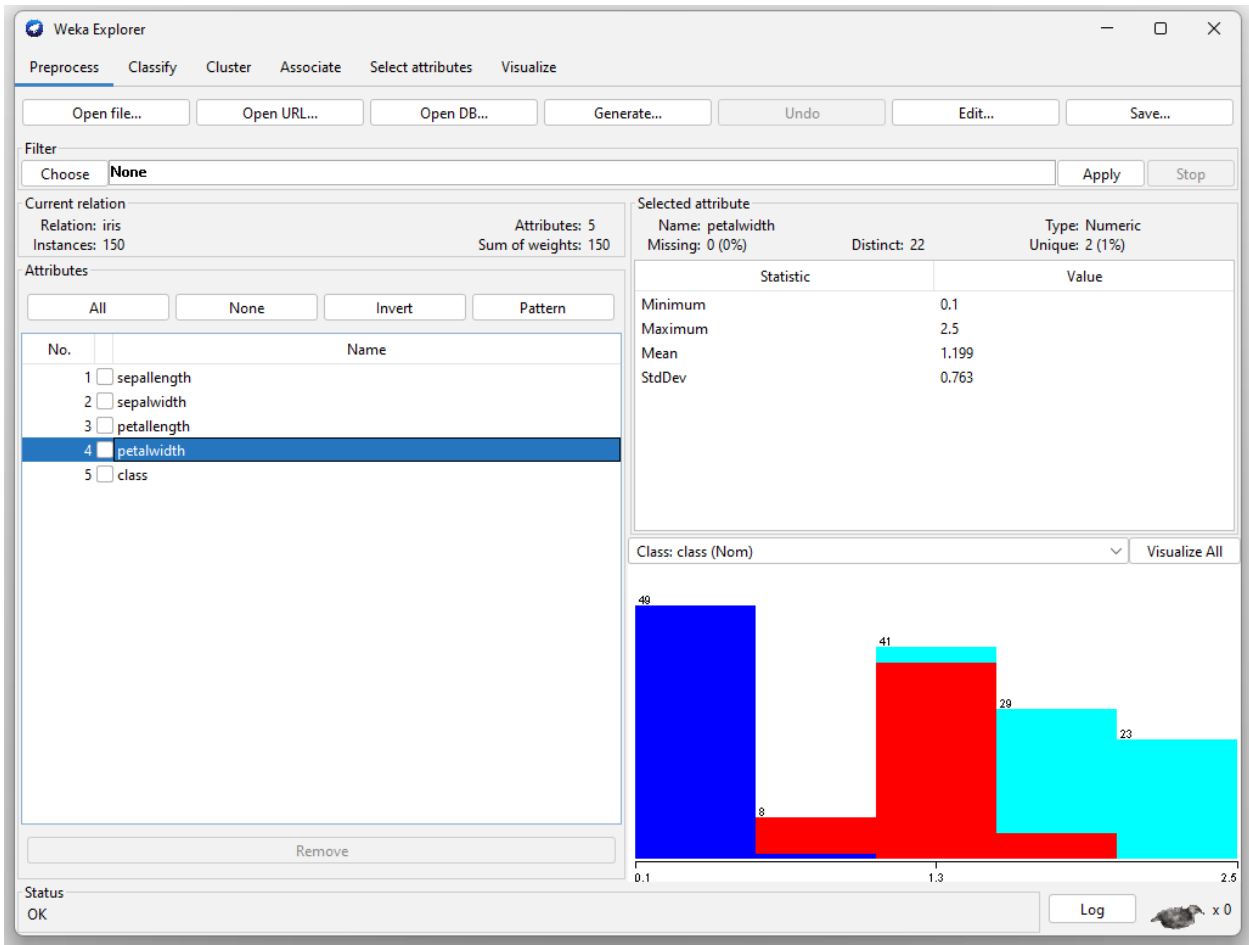 Weka Explorer
Preprocess Classify Cluster Associate Select attributes Visualize
Open file... Open URL... Open DB... Generate... Undo Edit... Save...
Filter
Choose None Apply Stop
Current relation
Relation: iris Attributes: 5
Instances: 150 Sum of weights: 150
Attributes
All None Invert Pattern
No. Name
1 sepallength
2 sepalwidth
3 petallength
4 petalwidth
5 class
Remove
Selected attribute
Name: petalwidth Type: Numeric
Missing: 0 (0%) Distinct: 22 Unique: 2 (1%)
Statistic Value
Minimum 0.1
Maximum 2.5
Mean 1.199
StdDev 0.763
Class: class (Nom) Visualize All
49
41
29
23
8
0.1 1.3 2.5
Status
OK
Log x 0